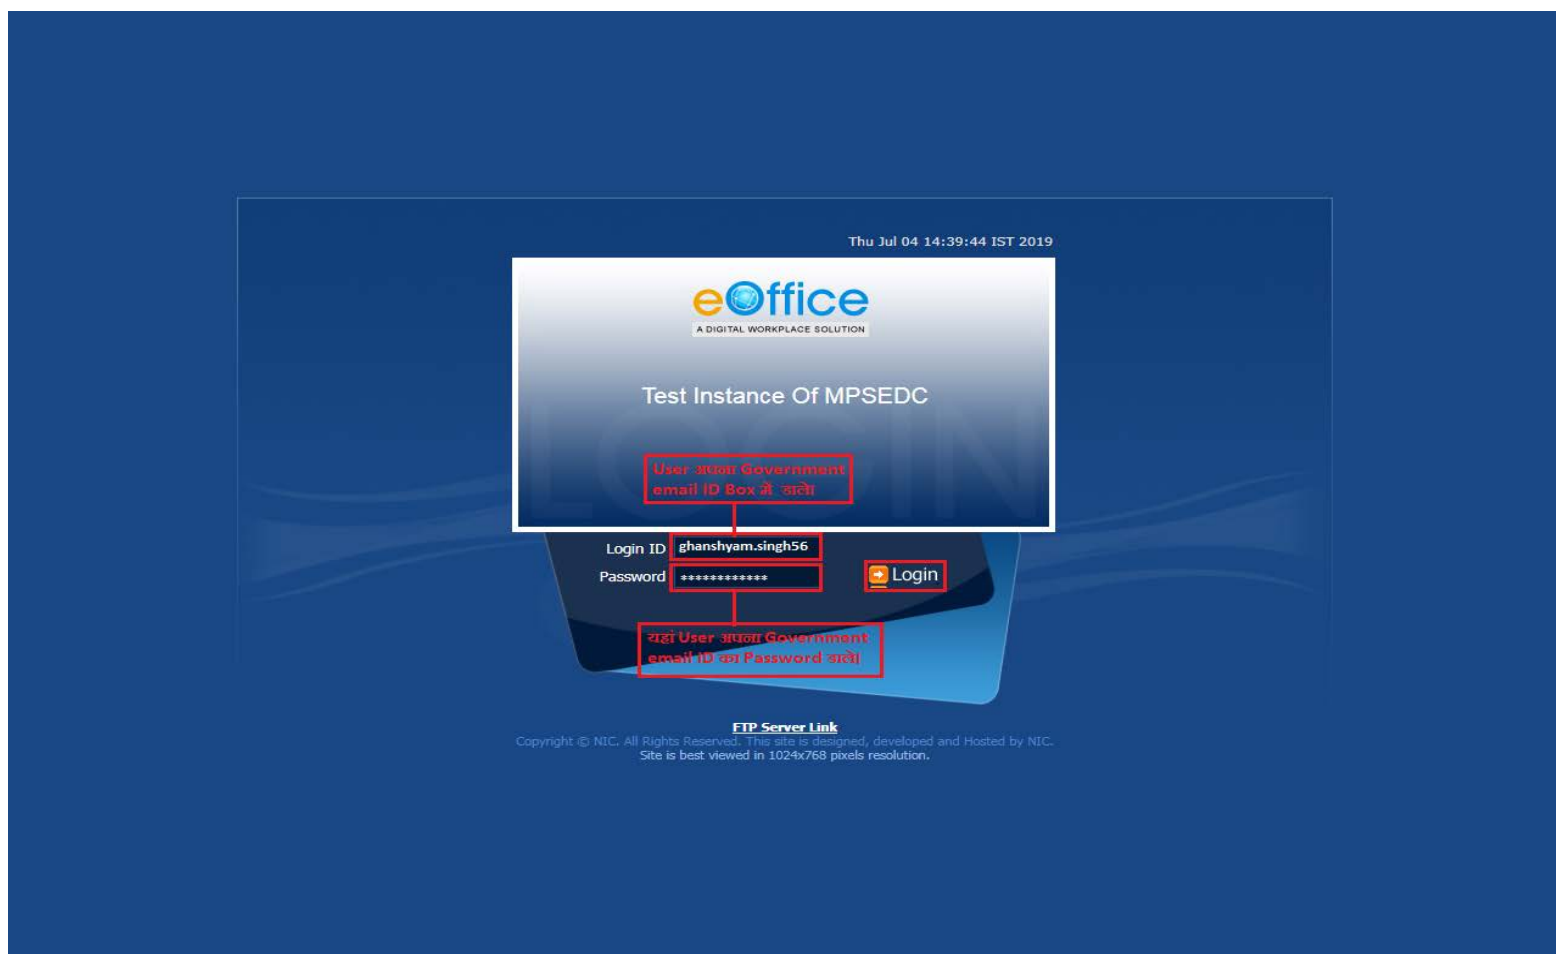 Thu Jul 04 14:39:44 IST 2019
eOffice
A DIGITAL WORKPLACE SOLUTION
Test Instance Of MPSEDC
LOGIN
User अपना Government
email ID Box में डाले।
Login ID ghanshyam.singh56
Password ************
Login
यहां User अपना Government
email ID का Password डाले|
FTP Server Link
Copyright © NIC. All Rights Reserved. This site is designed, developed and Hosted by NIC.
Site is best viewed in 1024x768 pixels resolution.